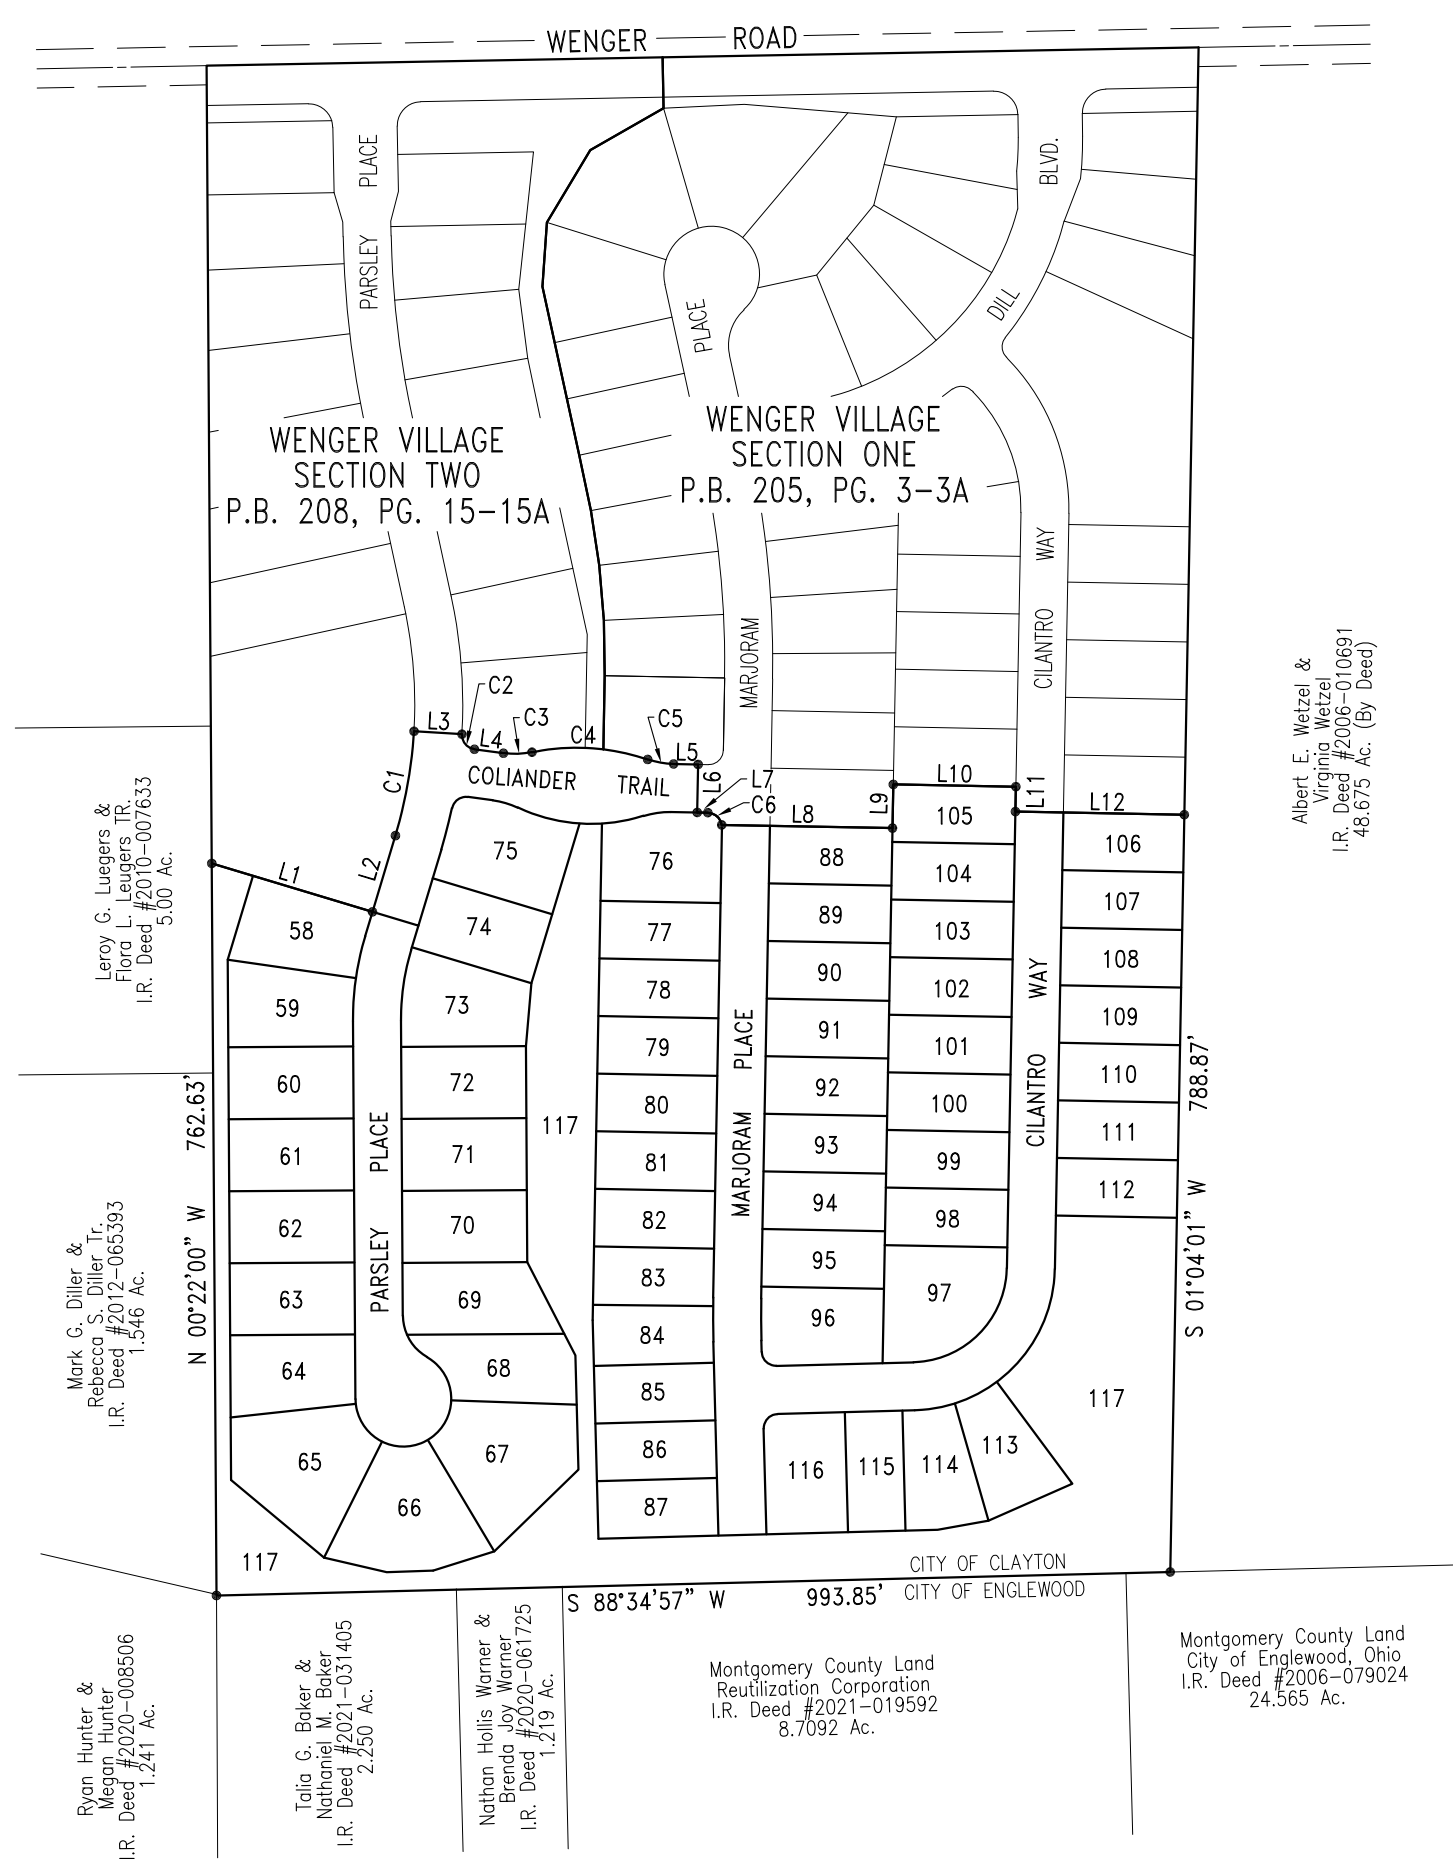 WENGER ROAD
PARSLEY PLACE
PLACE
DILL BLVD.
WENGER VILLAGE
SECTION TWO
P.B. 208, PG. 15-15A
WENGER VILLAGE
SECTION ONE
P.B. 205, PG. 3-3A
MARJORAM
CILANTRO WAY
Albert E. Wetzel &
Virginia Wetzel
I.R. Deed #2006-010691
48.675 Ac. (By Deed)
L3
C2
L4
C3
C4
C5
L5
L6
L7
C6
L8
L9
L10
L11
L12
C1
L2
L1
COLIANDER TRAIL
Leroy G. Luegers &
Flora L. Leugers TR.
I.R. Deed #2010-007633
5.00 Ac.
58
59
60
61
62
63
64
65
66
67
68
69
70
71
72
73
74
75
76
77
78
79
80
81
82
83
84
85
86
87
88
89
90
91
92
93
94
95
96
97
98
99
100
101
102
103
104
105
106
107
108
109
110
111
112
113
114
115
116
117
117
117
PARSLEY PLACE
MARJORAM PLACE
CILANTRO WAY
N 00°22'00" W 762.63'
S 01°04'01" W 788.87'
Mark G. Diller &
Rebecca S. Diller Tr.
I.R. Deed #2012-065393
1.546 Ac.
CITY OF CLAYTON
S 88°34'57" W 993.85'
CITY OF ENGLEWOOD
Ryan Hunter &
Megan Hunter
I.R. Deed #2020-008506
1.241 Ac.
Talia G. Baker &
Nathaniel M. Baker
I.R. Deed #2021-031405
2.250 Ac.
Nathan Hollis Warner &
Brenda Joy Warner
I.R. Deed #2020-061725
1.219 Ac.
Montgomery County Land
Reutilization Corporation
I.R. Deed #2021-019592
8.7092 Ac.
Montgomery County Land
City of Englewood, Ohio
I.R. Deed #2006-079024
24.565 Ac.